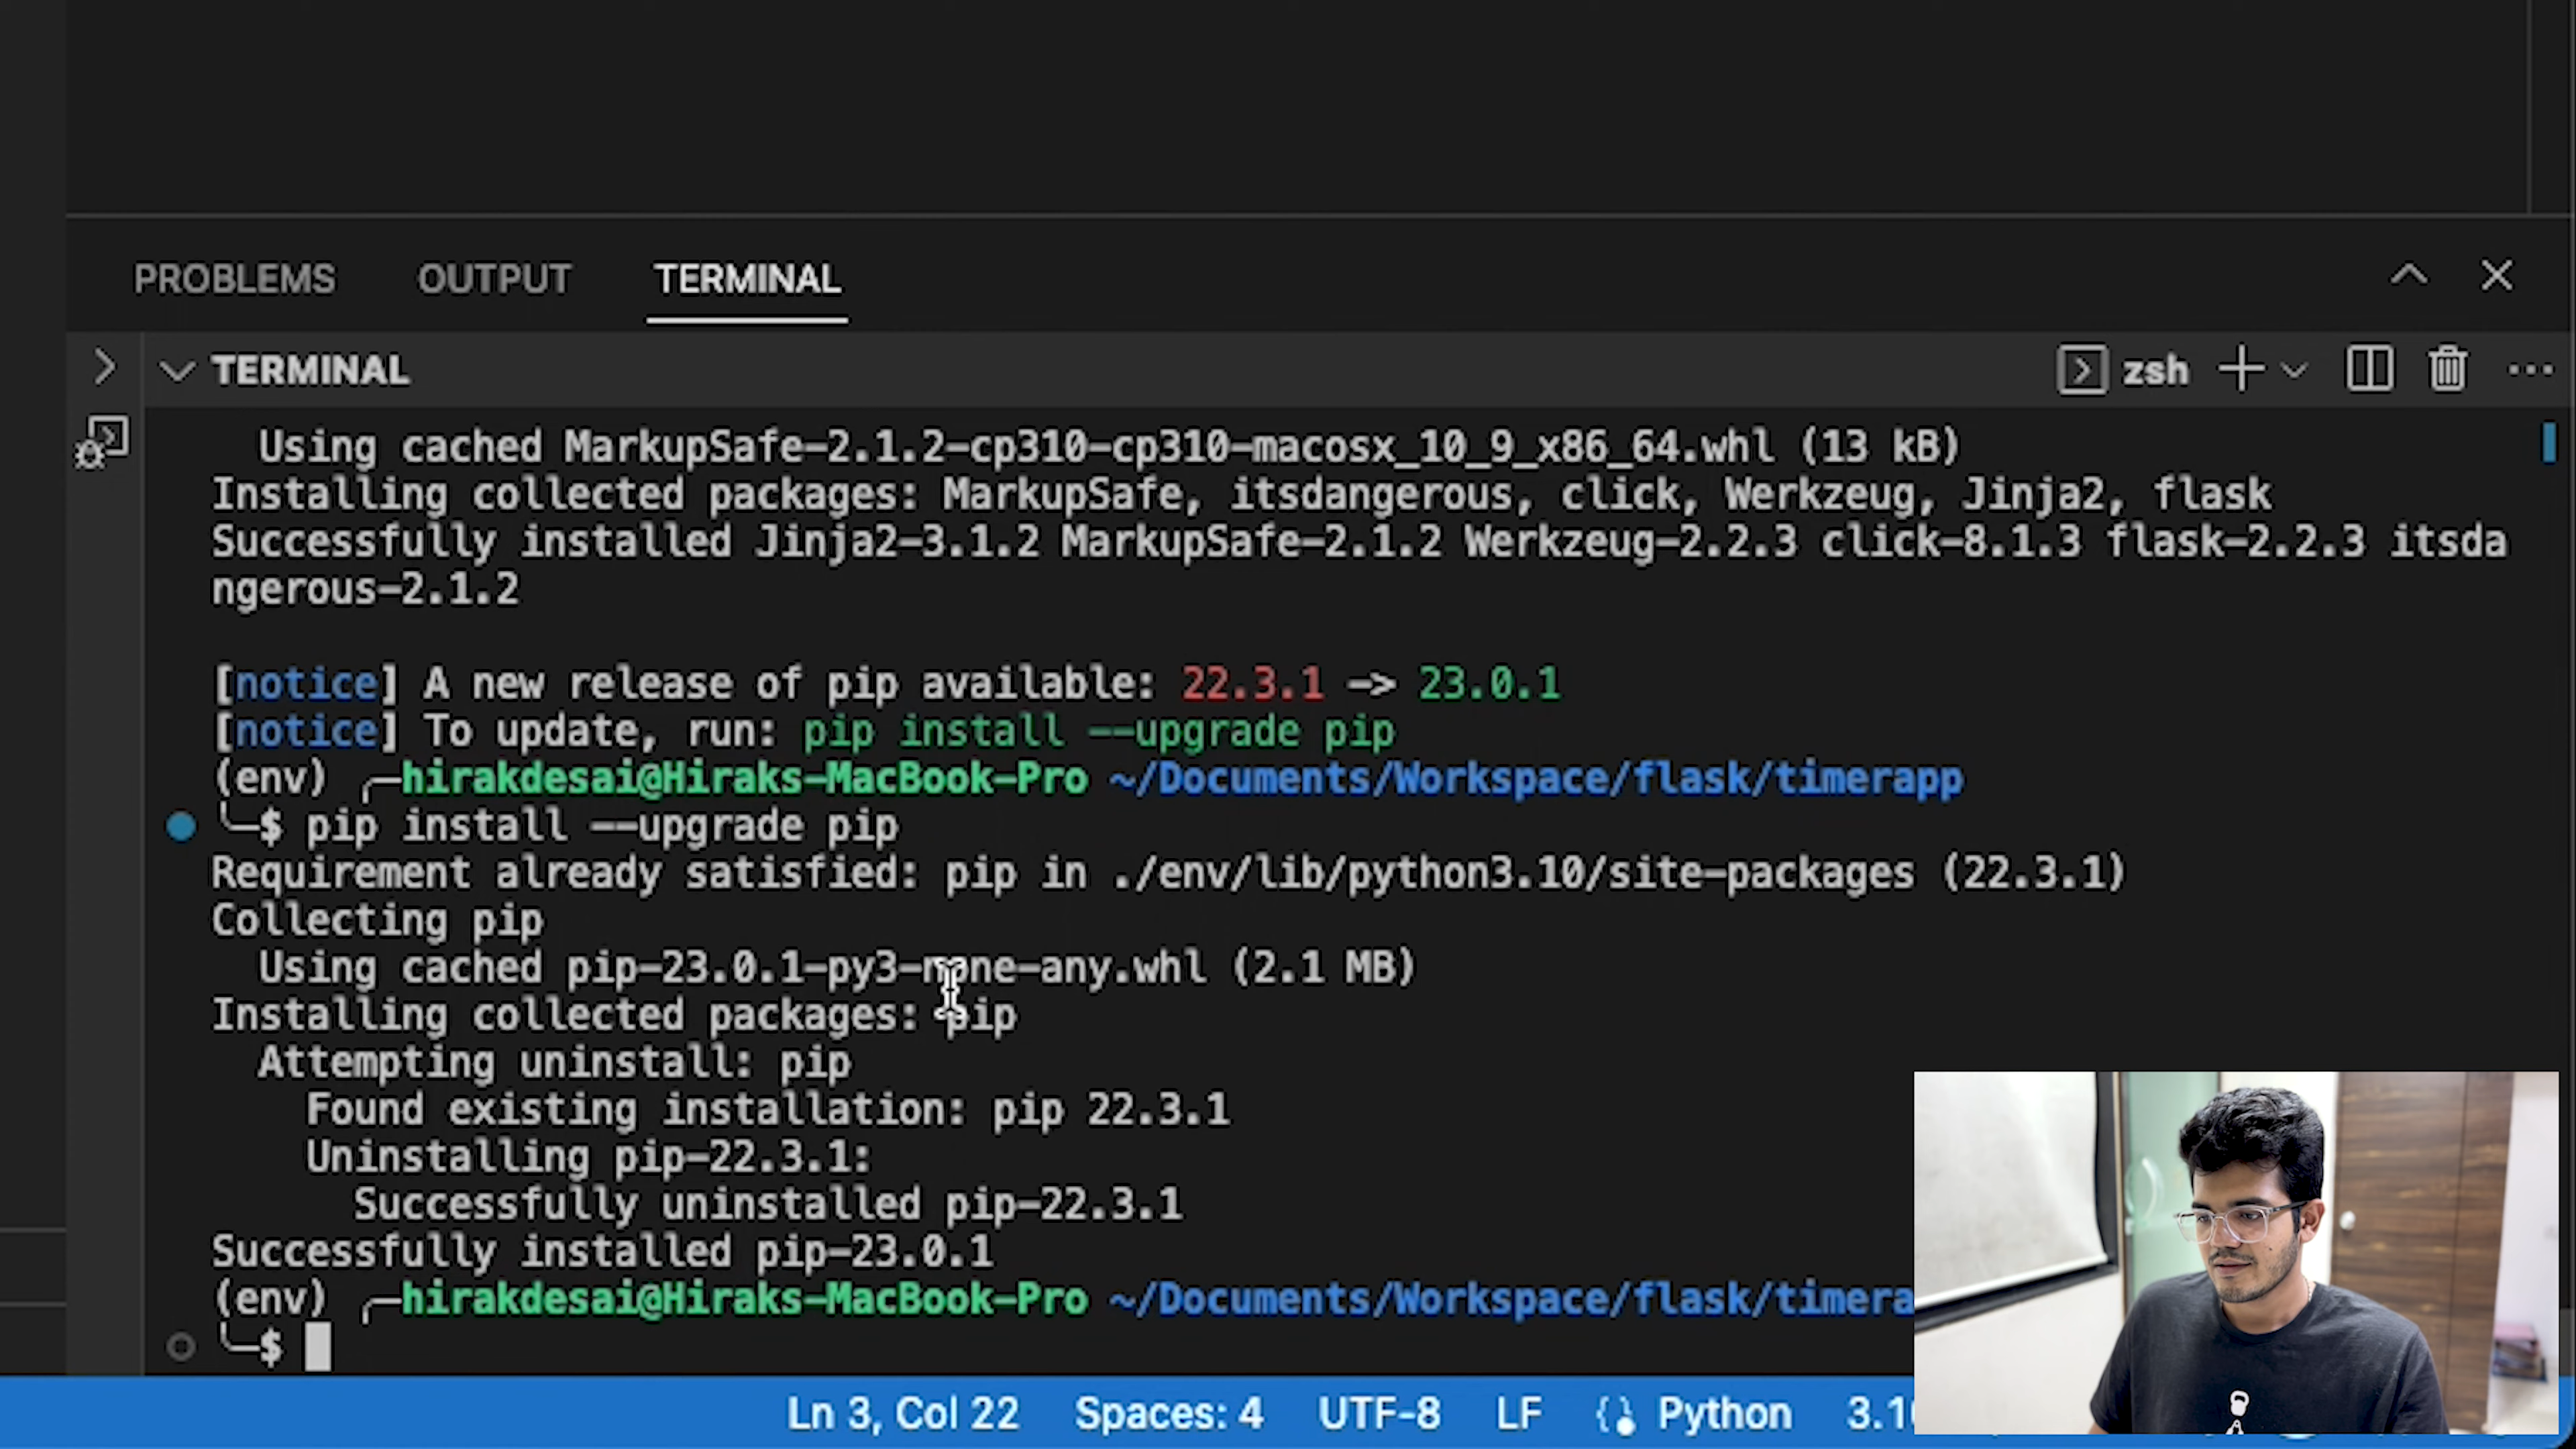 PROBLEMS OUTPUT TERMINAL
TERMINAL zsh
Using cached MarkupSafe-2.1.2-cp310-cp310-macosx_10_9_x86_64.whl (13 kB)
Installing collected packages: MarkupSafe, itsdangerous, click, Werkzeug, Jinja2, flask
Successfully installed Jinja2-3.1.2 MarkupSafe-2.1.2 Werkzeug-2.2.3 click-8.1.3 flask-2.2.3 itsda
ngerous-2.1.2
[notice] A new release of pip available: 22.3.1 -> 23.0.1
[notice] To update, run: pip install --upgrade pip
(env) ╭─hirakdesai@Hiraks-MacBook-Pro ~/Documents/Workspace/flask/timerapp
╰─$ pip install --upgrade pip
Requirement already satisfied: pip in ./env/lib/python3.10/site-packages (22.3.1)
Collecting pip
Using cached pip-23.0.1-py3-none-any.whl (2.1 MB)
Installing collected packages: pip
Attempting uninstall: pip
Found existing installation: pip 22.3.1
Uninstalling pip-22.3.1:
Successfully uninstalled pip-22.3.1
Successfully installed pip-23.0.1
(env) ╭─hirakdesai@Hiraks-MacBook-Pro ~/Documents/Workspace/flask/timera
╰─$
Ln 3, Col 22 Spaces: 4 UTF-8 LF Python 3.1